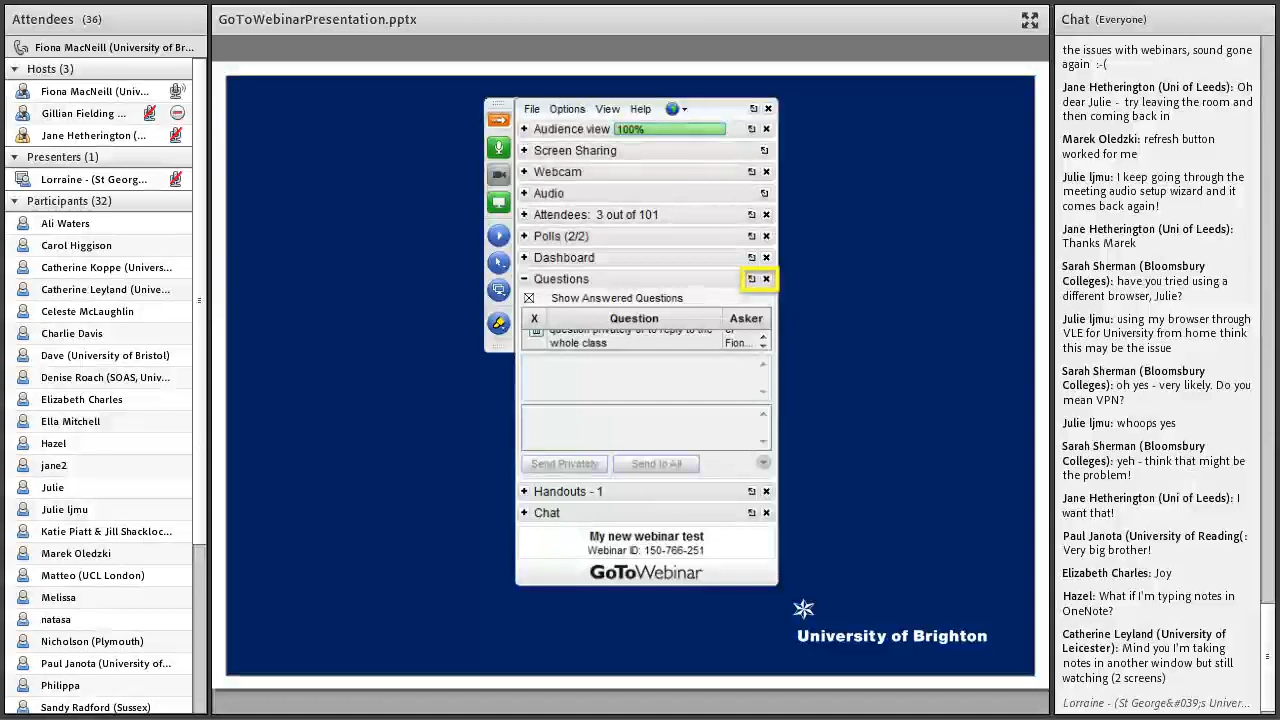 Attendees (36)
Fiona MacNeill (University of Br...
Hosts (3)
Fiona MacNeill (Univ...
Gillian Fielding ...
Jane Hetherington (...
Presenters (1)
Lorraine - (St Georg...
Participants (32)
Ali Waters
Carol Higgison
Catherine Koppe (Univers...
Catherine Leyland (Unive...
Celeste McLaughlin
Charlie Davis
Dave (University of Bristol)
Denise Roach (SOAS, Univ...
Elizabeth Charles
Ella Mitchell
Hazel
jane2
Julie
Julie ljmu
Katie Piatt & Jill Shackloc...
Marek Oledzki
Matteo (UCL London)
Melissa
natasa
Nicholson (Plymouth)
Paul Janota (University of...
Philippa
Sandy Radford (Sussex)
GoToWebinarPresentation.pptx
File Options View Help
Audience view 100%
Screen Sharing
Webcam
Audio
Attendees: 3 out of 101
Polls (2/2)
Dashboard
Questions
Show Answered Questions
X Question Asker
question privately or to reply to the
whole class Fion...
Send Privately Send to All
Handouts - 1
Chat
My new webinar test
Webinar ID: 150-766-251
GoToWebinar
University of Brighton
Chat (Everyone)
the issues with webinars, sound gone
again :-(
Jane Hetherington (Uni of Leeds): Oh
dear Julie - try leaving the room and
then coming back in
Marek Oledzki: refresh button
worked for me
Julie ljmu: I keep going through the
meeting audio setup wizard and it
comes back again!
Jane Hetherington (Uni of Leeds):
Thanks Marek
Sarah Sherman (Bloomsbury
Colleges): have you tried using a
different browser, Julie?
Julie ljmu: using my browser through
VLE for University from home think
this may be the issue
Sarah Sherman (Bloomsbury
Colleges): oh yes - very likely. Do you
mean VPN?
Julie ljmu: whoops yes
Sarah Sherman (Bloomsbury
Colleges): yeh - think that might be
the problem!
Jane Hetherington (Uni of Leeds): I
want that!
Paul Janota (University of Reading(:
Very big brother!
Elizabeth Charles: Joy
Hazel: What if I'm typing notes in
OneNote?
Catherine Leyland (University of
Leicester): Mind you I'm taking
notes in another window but still
watching (2 screens)
Lorraine - (St George&#039;s Univer...